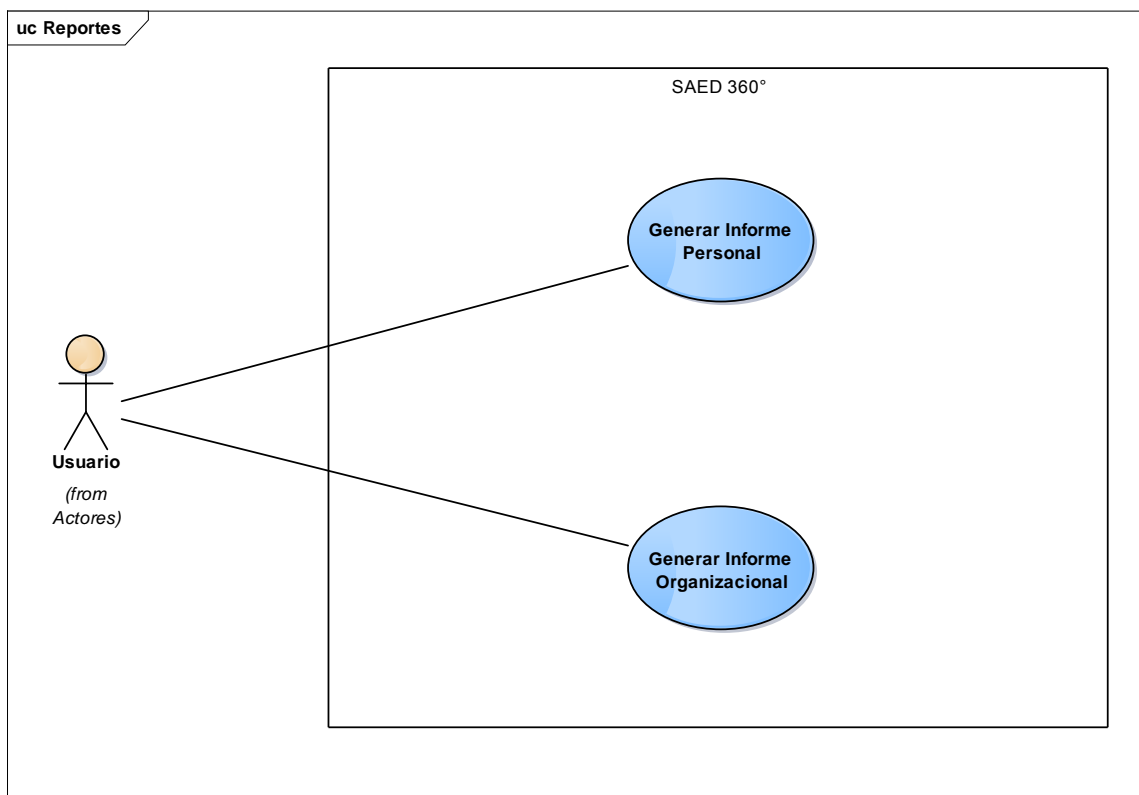 uc Reportes
SAED 360°
Generar Informe
Personal
Usuario
(from
Actores)
Generar Informe
Organizacional